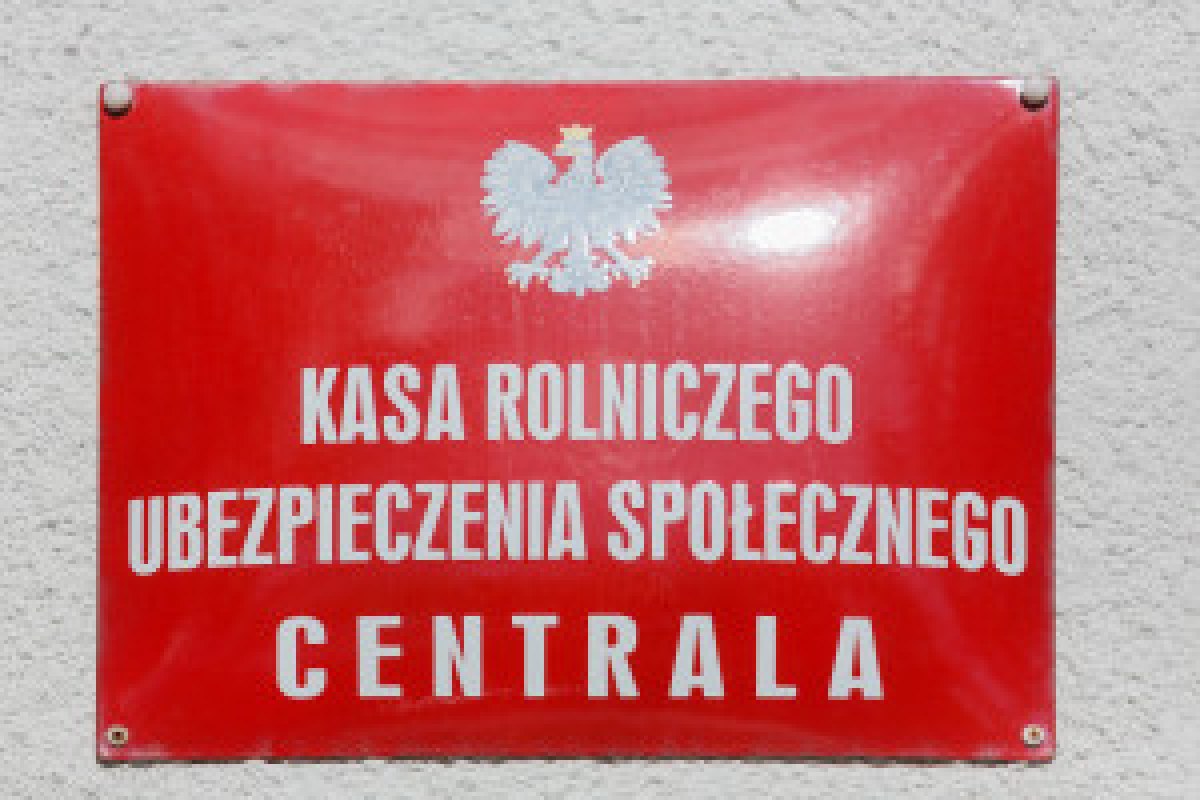 KASA ROLNICZEGO
UBEZPIECZENIA SPOŁECZNEGO
CENTRALA